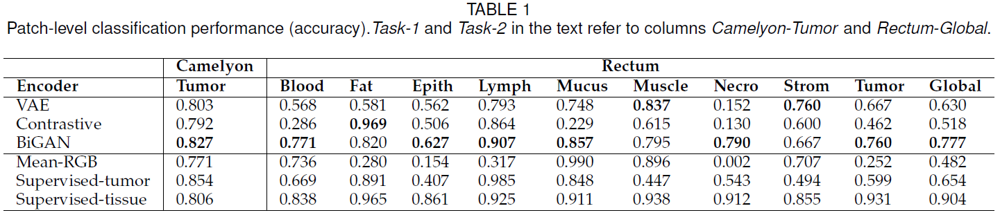 TABLE 1
Patch-level classification performance (accuracy).Task-1 and Task-2 in the text refer to columns Camelyon-Tumor and Rectum-Global.
Camelyon Rectum
Encoder Tumor Blood Fat Epith Lymph Mucus Muscle Necro Strom Tumor Global
VAE 0.803 0.568 0.581 0.562 0.793 0.748 0.837 0.152 0.760 0.667 0.630
Contrastive 0.792 0.286 0.969 0.506 0.864 0.229 0.615 0.130 0.600 0.462 0.518
BiGAN 0.827 0.771 0.820 0.627 0.907 0.857 0.795 0.790 0.667 0.760 0.777
Mean-RGB 0.771 0.736 0.280 0.154 0.317 0.990 0.896 0.002 0.707 0.252 0.482
Supervised-tumor 0.854 0.669 0.891 0.407 0.985 0.848 0.447 0.543 0.494 0.599 0.654
Supervised-tissue 0.806 0.838 0.965 0.861 0.925 0.911 0.938 0.912 0.855 0.931 0.904